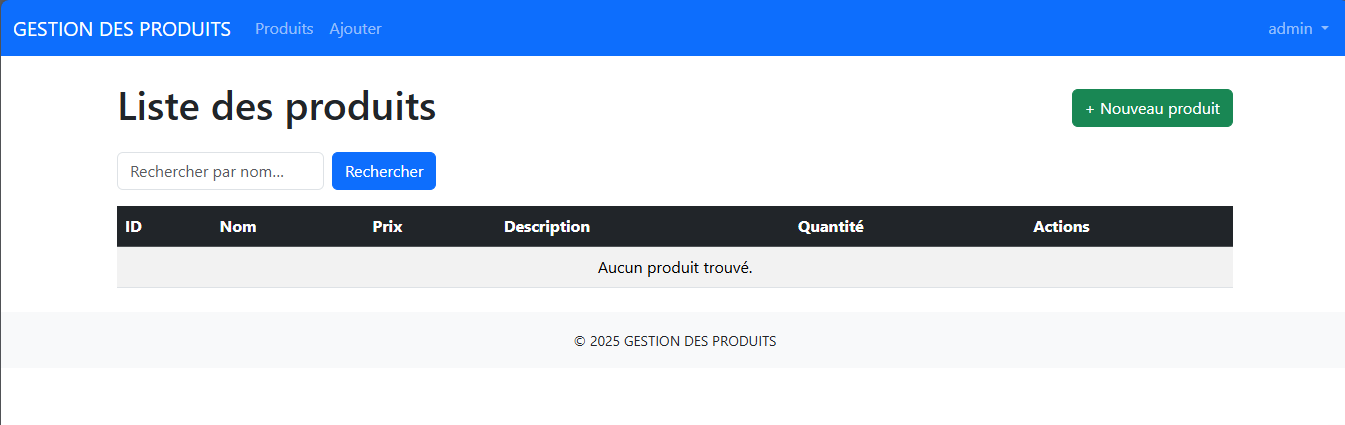 GESTION DES PRODUITS Produits Ajouter admin
Liste des produits + Nouveau produit
Rechercher par nom... Rechercher
ID Nom Prix Description Quantité Actions
Aucun produit trouvé.
© 2025 GESTION DES PRODUITS